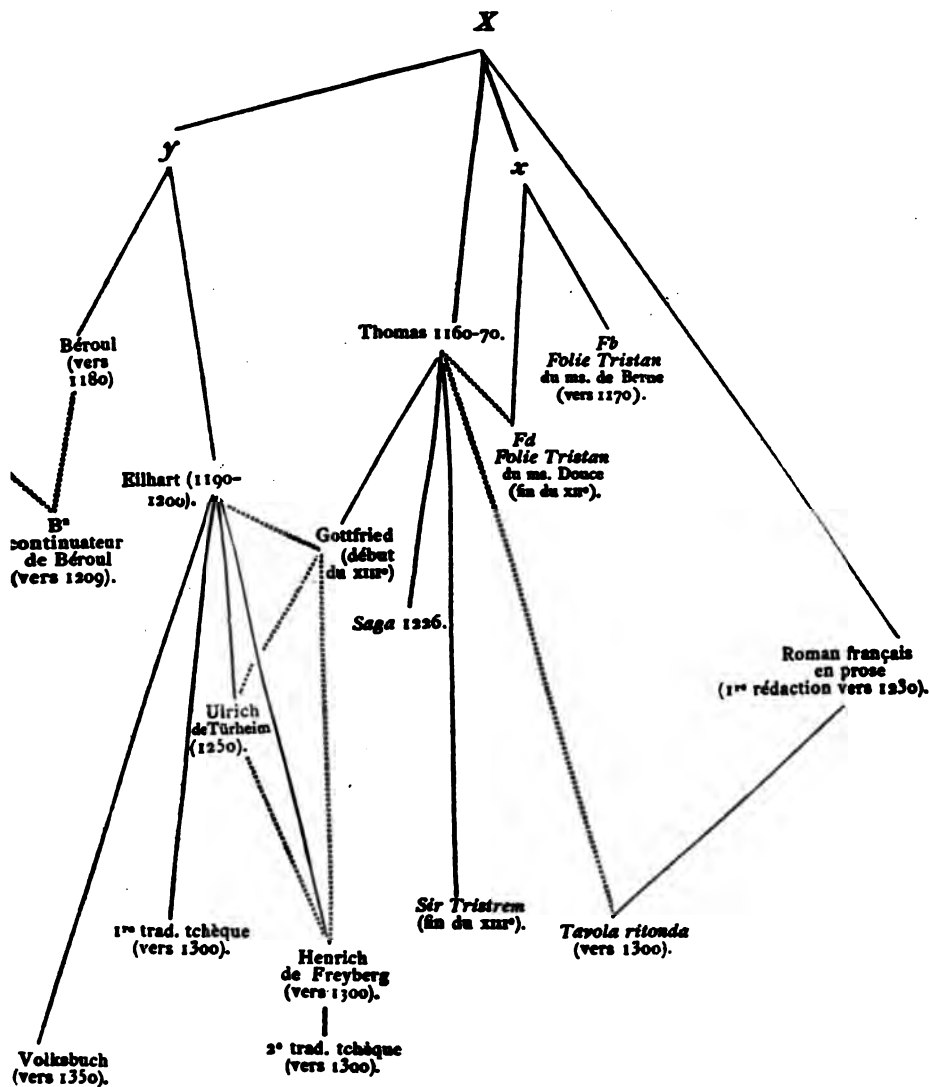 X
y
x
Béroul
(vers
1180)
Thomas 1160-70.
Fb
Folie Tristan
du ms. de Berne
(vers 1170).
Fd
Folie Tristan
du ms. Douce
(fin du XIIe).
Eilhart (1190-
1200).
B²
continuateur
de Béroul
(vers 1209).
Gottfried
(début
du XIIIe)
Saga 1226.
Roman français
en prose
(1re rédaction vers 1230).
Ulrich
de Türheim
(1250).
1re trad. tchèque
(vers 1300).
Henrich
de Freyberg
(vers 1300).
Sir Tristrem
(fin du XIIIe).
Tavola ritonda
(vers 1300).
Volksbuch
(vers 1350).
2e trad. tchèque
(vers 1300).